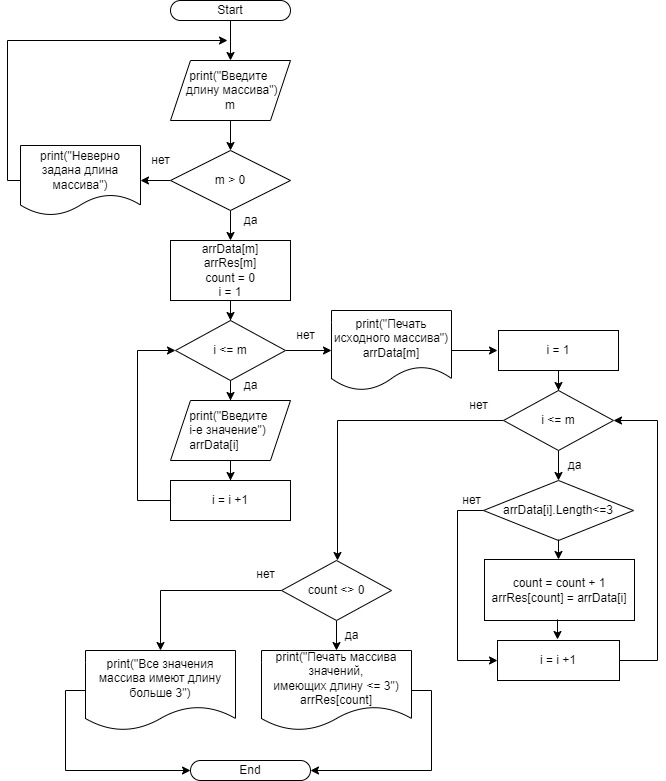 Start
print("Введите
длину массива")
m
print("Неверно
задана длина
массива")
нет
m > 0
да
arrData[m]
arrRes[m]
count = 0
i = 1
i <= m
нет
print("Печать
исходного массива")
arrData[m]
i = 1
да
print("Введите
i-е значение")
arrData[i]
i = i +1
нет
i <= m
да
нет
arrData[i].Length<=3
count = count + 1
arrRes[count] = arrData[i]
i = i +1
нет
count <> 0
да
print("Все значения
массива имеют длину
больше 3")
print("Печать массива
значений,
имеющих длину <= 3")
arrRes[count]
End